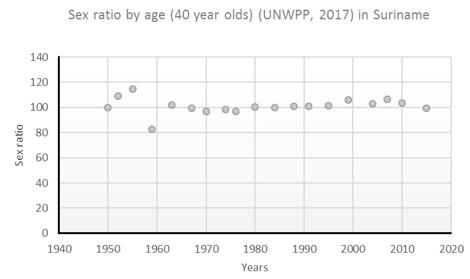 Sex ratio by age (40 year olds) (UNWPP, 2017) in Suriname
140
120
100
80
60
40
20
0
Sex ratio
1940 1950 1960 1970 1980 1990 2000 2010 2020
Years